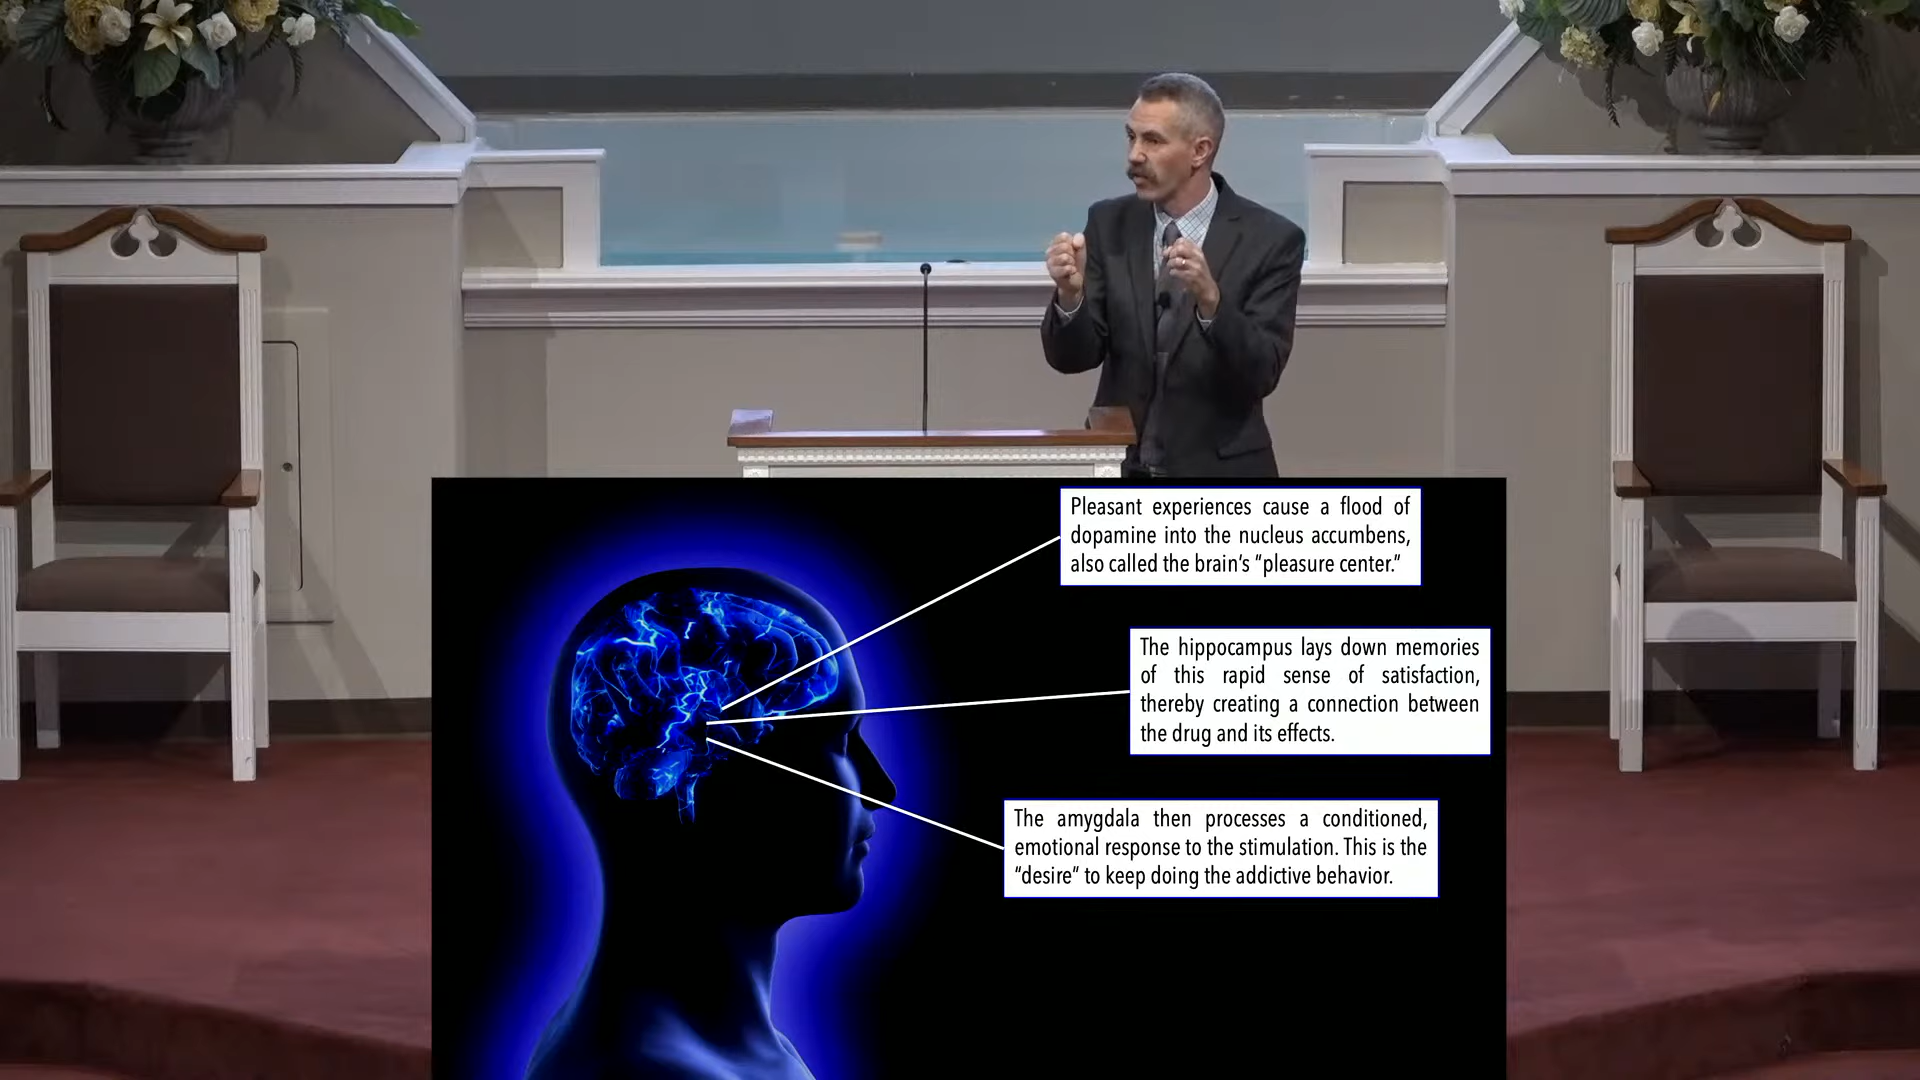 Pleasant experiences cause a flood of
dopamine into the nucleus accumbens,
also called the brain's "pleasure center."
The hippocampus lays down memories
of this rapid sense of satisfaction,
thereby creating a connection between
the drug and its effects.
The amygdala then processes a conditioned,
emotional response to the stimulation. This is the
"desire" to keep doing the addictive behavior.